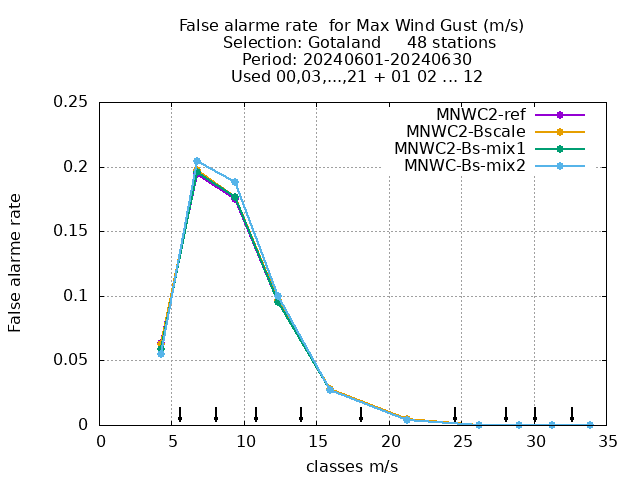 False alarme rate  for Max Wind Gust (m/s)
Selection: Gotaland     48 stations
Period: 20240601-20240630
Used 00,03,...,21 + 01 02 ... 12
MNWC2-ref
MNWC2-Bscale
MNWC2-Bs-mix1
MNWC-Bs-mix2
False alarme rate
0.25
0.2
0.15
0.1
0.05
0
0 5 10 15 20 25 30 35
classes m/s